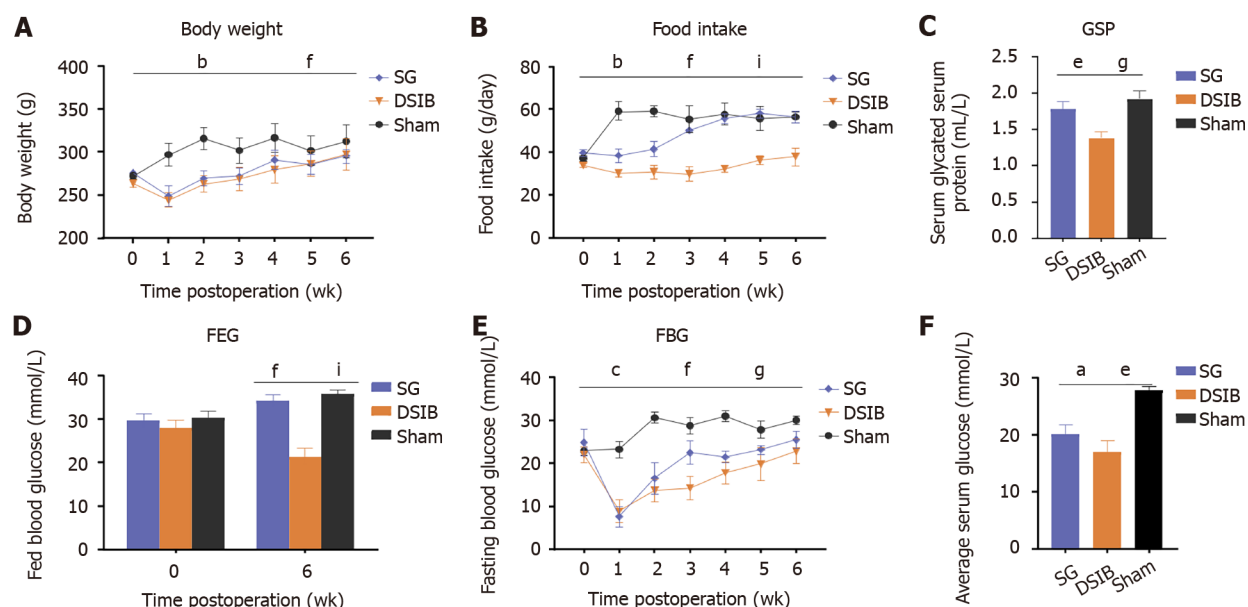 A
Body weight
b
f
Body weight (g)
400
350
300
250
200
0 1 2 3 4 5 6
Time postoperation (wk)
SG
DSIB
Sham
B
Food intake
b
f
i
Food intake (g/day)
80
60
40
20
0
0 1 2 3 4 5 6
Time postoperation (wk)
SG
DSIB
Sham
C
GSP
e
g
Serum glycated serum
protein (mL/L)
2.5
2.0
1.5
1.0
0.5
0.0
SG
DSIB
Sham
SG
DSIB
Sham
D
FEG
f
i
Fed blood glucose (mmol/L)
40
30
20
10
0
0 6
Time postoperation (wk)
SG
DSIB
Sham
E
FBG
c
f
g
Fasting blood glucose (mmol/L)
40
30
20
10
0
0 1 2 3 4 5 6
Time postoperation (wk)
SG
DSIB
Sham
F
a
e
Average serum glucose (mmol/L)
30
20
10
0
SG
DSIB
Sham
SG
DSIB
Sham